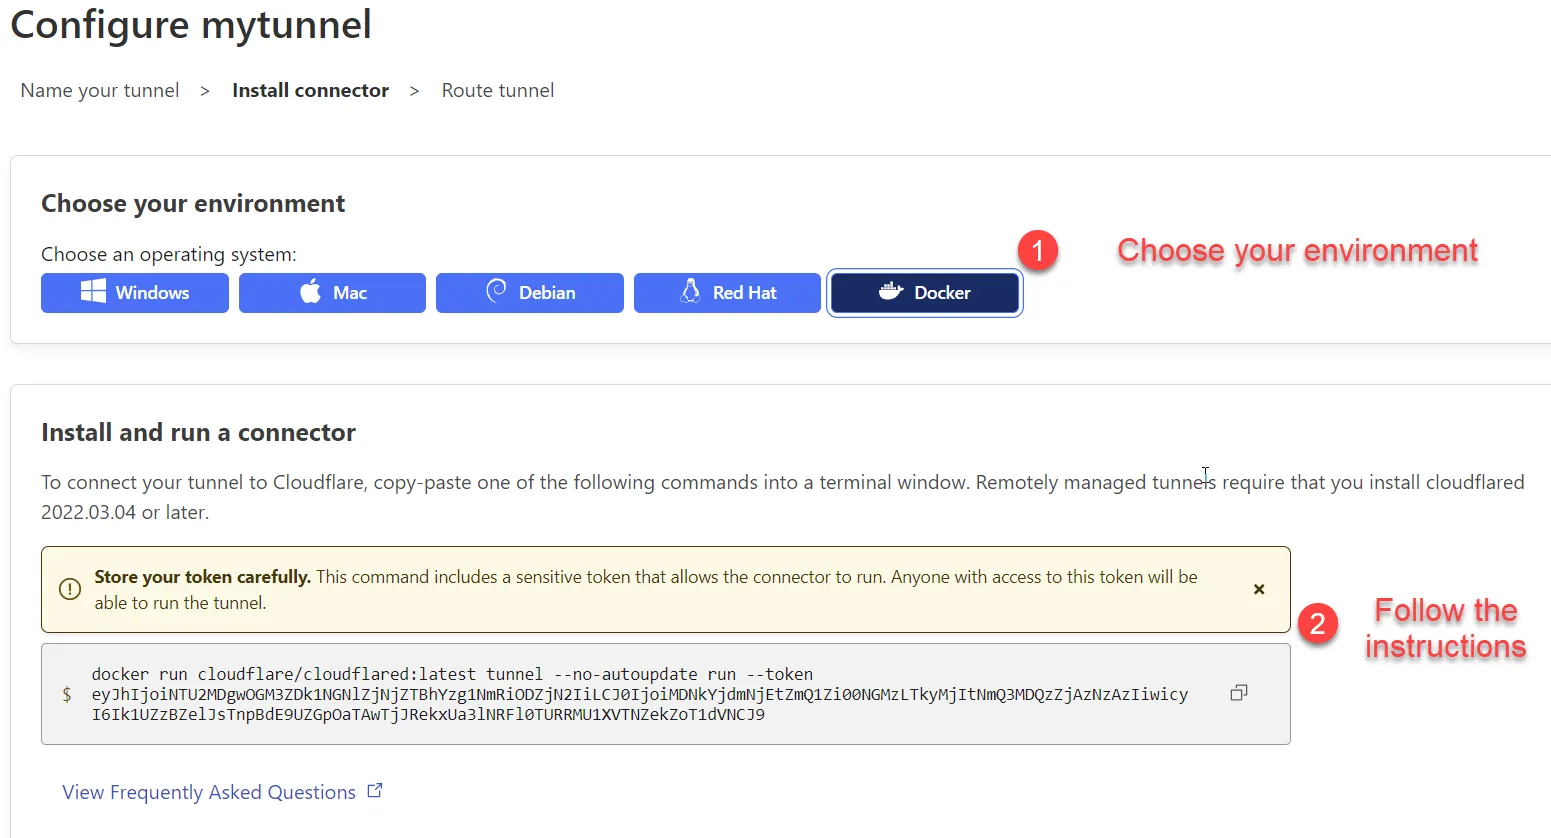 Configure mytunnel
Name your tunnel > Install connector > Route tunnel
Choose your environment
Choose an operating system:
1 Choose your environment
Windows Mac Debian Red Hat Docker
Install and run a connector
To connect your tunnel to Cloudflare, copy-paste one of the following commands into a terminal window. Remotely managed tunnels require that you install cloudflared
2022.03.04 or later.
Store your token carefully. This command includes a sensitive token that allows the connector to run. Anyone with access to this token will be
able to run the tunnel.
2 Follow the
instructions
docker run cloudflare/cloudflared:latest tunnel --no-autoupdate run --token
$ eyJhIjoiNTU2MDgwOGM3ZDk1NGNlZjNjZTBhYzg1NmRiODZjN2IiLCJ0IjoiMDNkYjdmNjEtZmQ1Zi00NGMzLTkyMjItNmQ3MDQzZjAzNzAzIiwicy
I6Ik1UZzBZelJsTnpBdE9UZGpOaTAwTjJRekxUa3lNRFl0TURRMU1XVTNZekZoT1dVNCJ9
View Frequently Asked Questions